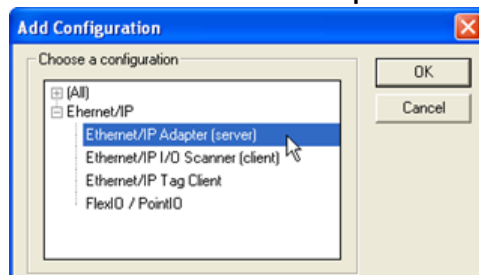 Add Configuration
Choose a configuration
(All)
Ehernet/IP
Ethernet/IP Adapter (server)
Ethernet/IP I/O Scanner (client)
Ethernet/IP Tag Client
FlexIO / PointIO
OK
Cancel